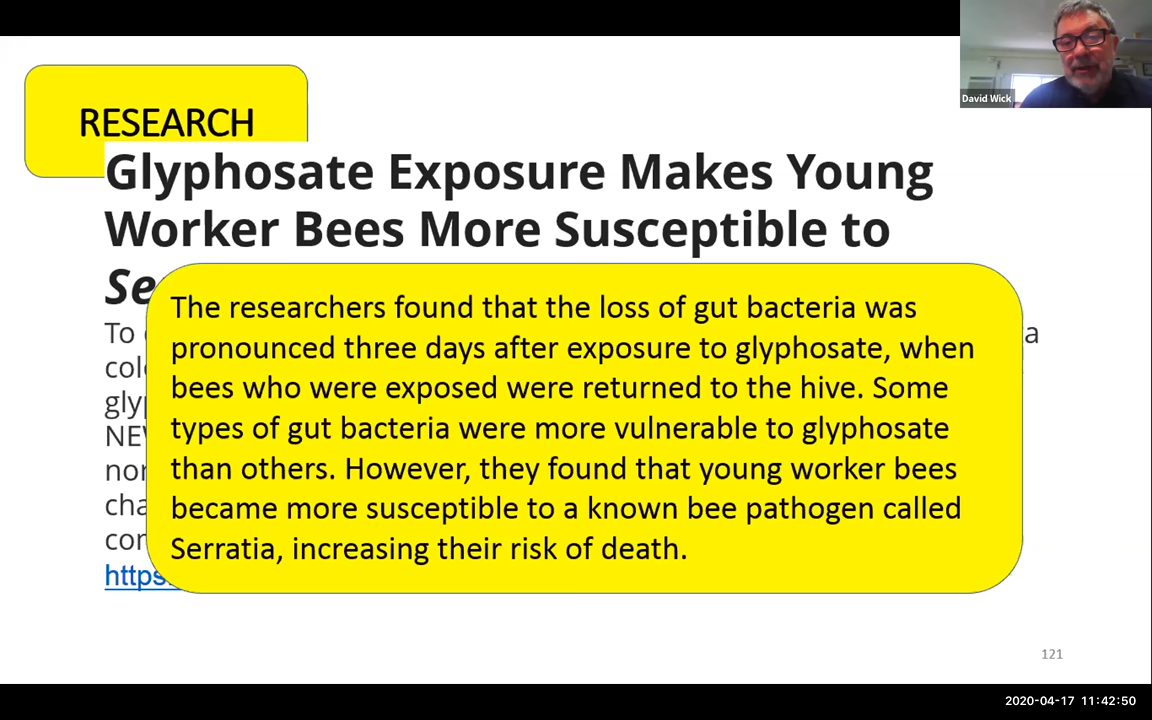 David Wick
RESEARCH
Glyphosate Exposure Makes Young
Worker Bees More Susceptible to
The researchers found that the loss of gut bacteria was
pronounced three days after exposure to glyphosate, when
bees who were exposed were returned to the hive. Some
types of gut bacteria were more vulnerable to glyphosate
than others. However, they found that young worker bees
became more susceptible to a known bee pathogen called
Serratia, increasing their risk of death.
To
a
https:
121
2020-04-17 11:42:50